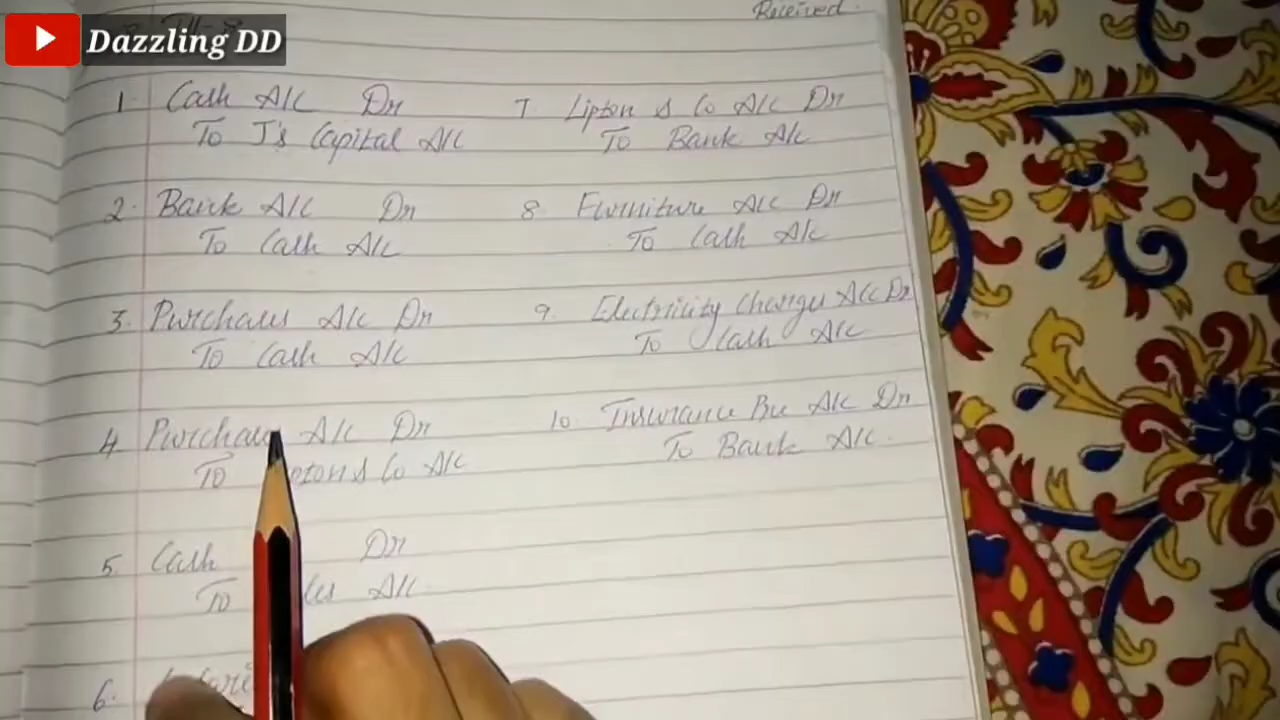 Dazzling DD
Received.
1. Cash A/c Dr
To J's Capital A/c
2. Bank A/c Dr
To Cash A/c
3. Purchases A/c Dr
To Cash A/c
4 Purchases A/c Dr
To & Co A/c
5. Cash Dr
To A/c
6.
7 Lipton & Co A/c Dr
To Bank A/c
8 Furniture A/c Dr
To Cash A/c
9. Electricity Charges A/c Dr
To Cash A/c
10 Insurance Pre A/c Dr
To Bank A/c.